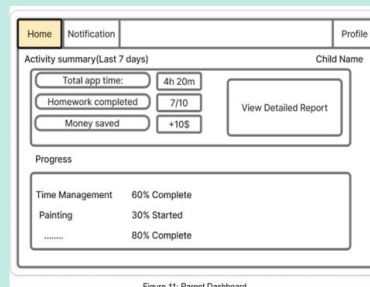 Home Notification Profile
Activity summary(Last 7 days) Child Name
Total app time: 4h 20m
Homework completed 7/10
View Detailed Report
Money saved +10$
Progress
Time Management 60% Complete
Painting 30% Started
........ 80% Complete
Figure 11: Parent Dashboard